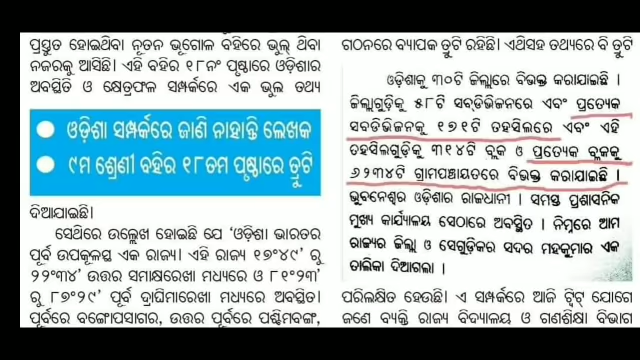 ପ୍ରସ୍ତୁତ ହୋଇଥିବା ନୂତନ ଭୂଗୋଳ ବହିରେ ଭୁଲ୍ ଥିବା
ନଜରକୁ ଆସିଛି। ଏହି ବହିର ୧୮ନଂ ପୃଷ୍ଠାରେ ଓଡ଼ିଶାର
ଅବସ୍ଥିତି ଓ କ୍ଷେତ୍ରଫଳ ସମ୍ପର୍କରେ ଏକ ଭୁଲ ତଥ୍ୟ
ଓଡ଼ିଶା ସମ୍ପର୍କରେ ଜାଣି ନାହାନ୍ତି ଲେଖକ
୯ମ ଶ୍ରେଣୀ ବହିର ୧୮ତମ ପୃଷ୍ଠାରେ ତ୍ରୁଟି
ଦିଆଯାଇଛି।
ସେଥିରେ ଉଲ୍ଲେଖ ହୋଇଛି ଯେ ‘ଓଡ଼ିଶା ଭାରତର
ପୂର୍ବ ଉପକୂଳସ୍ଥ ଏକ ରାଜ୍ୟ। ଏହି ରାଜ୍ୟ ୧୭°୪୯’ ରୁ
୨୨°୩୪’ ଉତ୍ତର ସମାକ୍ଷରେଖା ମଧ୍ୟରେ ଓ ୮୧°୨୩’
ରୁ ୮୭°୨୯’ ପୂର୍ବ ଦ୍ରାଘିମାରେଖା ମଧ୍ୟରେ ଅବସ୍ଥିତ।
ପୂର୍ବରେ ବଙ୍ଗୋପସାଗର, ଉତ୍ତର ପୂର୍ବରେ ପଶ୍ଚିମବଙ୍ଗ,
ଗଠନରେ ବ୍ୟାପକ ତ୍ରୁଟି ରହିଛି। ଏଥିସହ ତଥ୍ୟରେ ବି ତ୍ରୁଟି
ଓଡ଼ିଶାକୁ ୩୦ଟି ଜିଲ୍ଲାରେ ବିଭକ୍ତ କରାଯାଇଛି ।
ଜିଲ୍ଲାଗୁଡ଼ିକୁ ୫୮ଟି ସବ୍‌ଡିଭିଜନରେ ଏବଂ ପ୍ରତ୍ୟେକ
ସବଡିଭିଜନକୁ ୧୭୧ଟି ତହସିଲରେ ଏବଂ ଏହି
ତହସିଲଗୁଡ଼ିକୁ ୩୧୪ଟି ବ୍ଲକ ଓ ପ୍ରତ୍ୟେକ ବ୍ଲକକୁ
୬୨୩୪ଟି ଗ୍ରାମପଞ୍ଚାୟତରେ ବିଭକ୍ତ କରାଯାଇଛି ।
ଭୁବନେଶ୍ୱର ଓଡ଼ିଶାର ରାଜଧାନୀ । ସମସ୍ତ ପ୍ରଶାସନିକ
ମୁଖ୍ୟ କାର୍ଯ୍ୟାଳୟ ସେଠାରେ ଅବସ୍ଥିତ । ନିମ୍ନରେ ଆମ
ରାଜ୍ୟର ଜିଲ୍ଲା ଓ ସେଗୁଡ଼ିକର ସଦର ମହକୁମାର ଏକ
ତାଲିକା ଦିଆଗଲା ।
ପରିଲକ୍ଷିତ ହେଉଛି। ଏ ସମ୍ପର୍କରେ ଆଜି ଟ୍ୱିଟ୍ ଯୋଗେ
ଜଣେ ବ୍ୟକ୍ତି ରାଜ୍ୟ ବିଦ୍ୟାଳୟ ଓ ଗଣଶିକ୍ଷା ବିଭାଗ